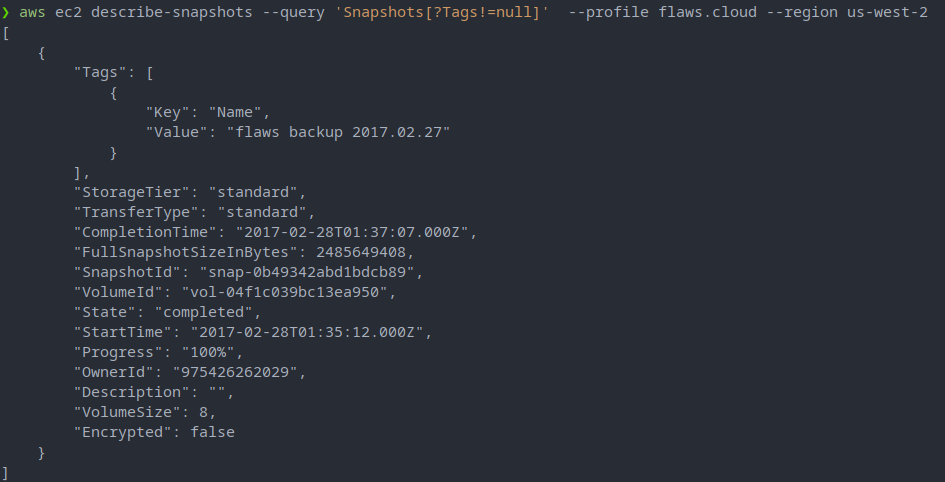 ❯ aws ec2 describe-snapshots --query 'Snapshots[?Tags!=null]'  --profile flaws.cloud --region us-west-2
[
    {
        "Tags": [
            {
                "Key": "Name",
                "Value": "flaws backup 2017.02.27"
            }
        ],
        "StorageTier": "standard",
        "TransferType": "standard",
        "CompletionTime": "2017-02-28T01:37:07.000Z",
        "FullSnapshotSizeInBytes": 2485649408,
        "SnapshotId": "snap-0b49342abd1bdcb89",
        "VolumeId": "vol-04f1c039bc13ea950",
        "State": "completed",
        "StartTime": "2017-02-28T01:35:12.000Z",
        "Progress": "100%",
        "OwnerId": "975426262029",
        "Description": "",
        "VolumeSize": 8,
        "Encrypted": false
    }
]